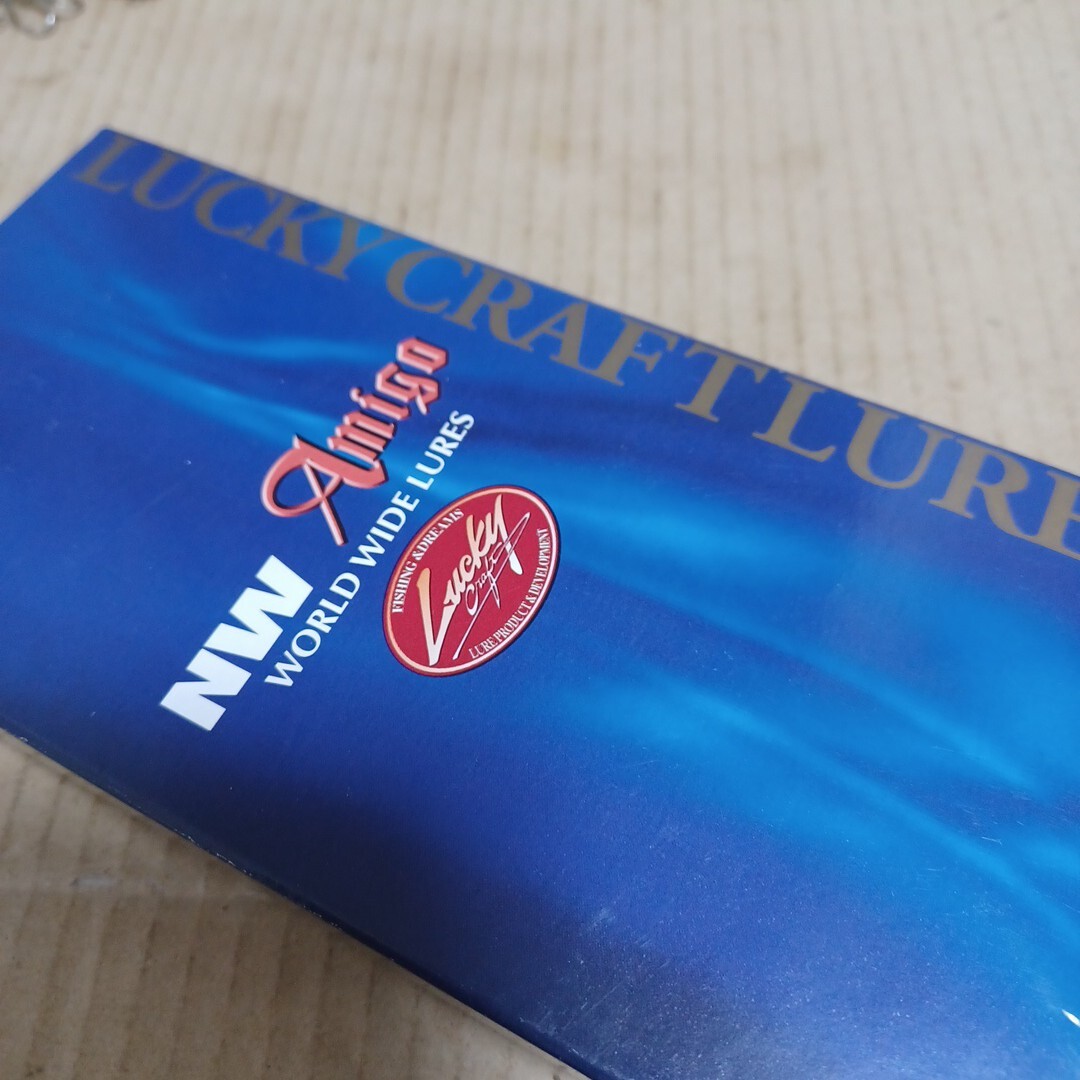 LUCKY CRAFT LURE
Amigo
NW
WORLD WIDE LURES
FISHING & DREAMS
Lucky
Craft
LURE PRODUCT & DEVELOPMENT